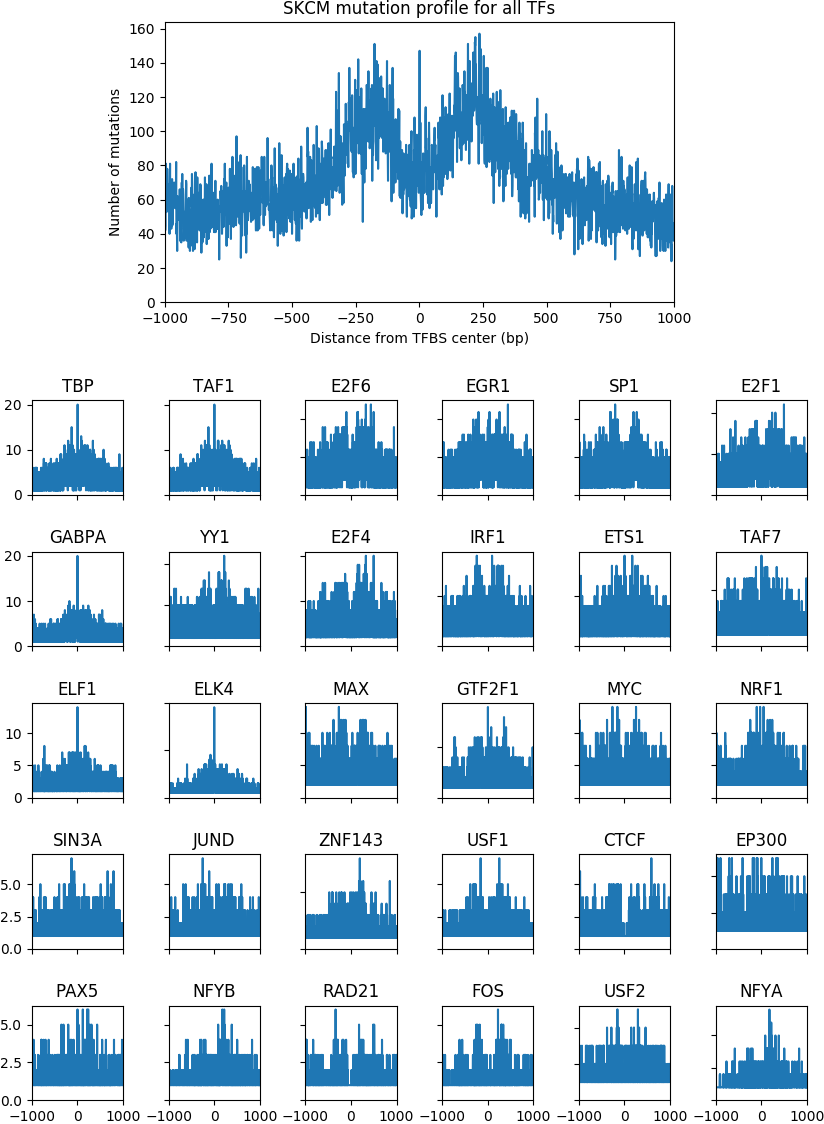 SKCM mutation profile for all TFs
160
140
120
100
80
60
40
20
0
Number of mutations
−1000 −750 −500 −250 0 250 500 750 1000
Distance from TFBS center (bp)
TBP TAF1 E2F6 EGR1 SP1 E2F1
20
10
0
GABPA YY1 E2F4 IRF1 ETS1 TAF7
20
10
0
ELF1 ELK4 MAX GTF2F1 MYC NRF1
10
5
0
SIN3A JUND ZNF143 USF1 CTCF EP300
5.0
2.5
0.0
PAX5 NFYB RAD21 FOS USF2 NFYA
5.0
2.5
0.0
−1000 0 1000 −1000 0 1000 −1000 0 1000 −1000 0 1000 −1000 0 1000 −1000 0 1000